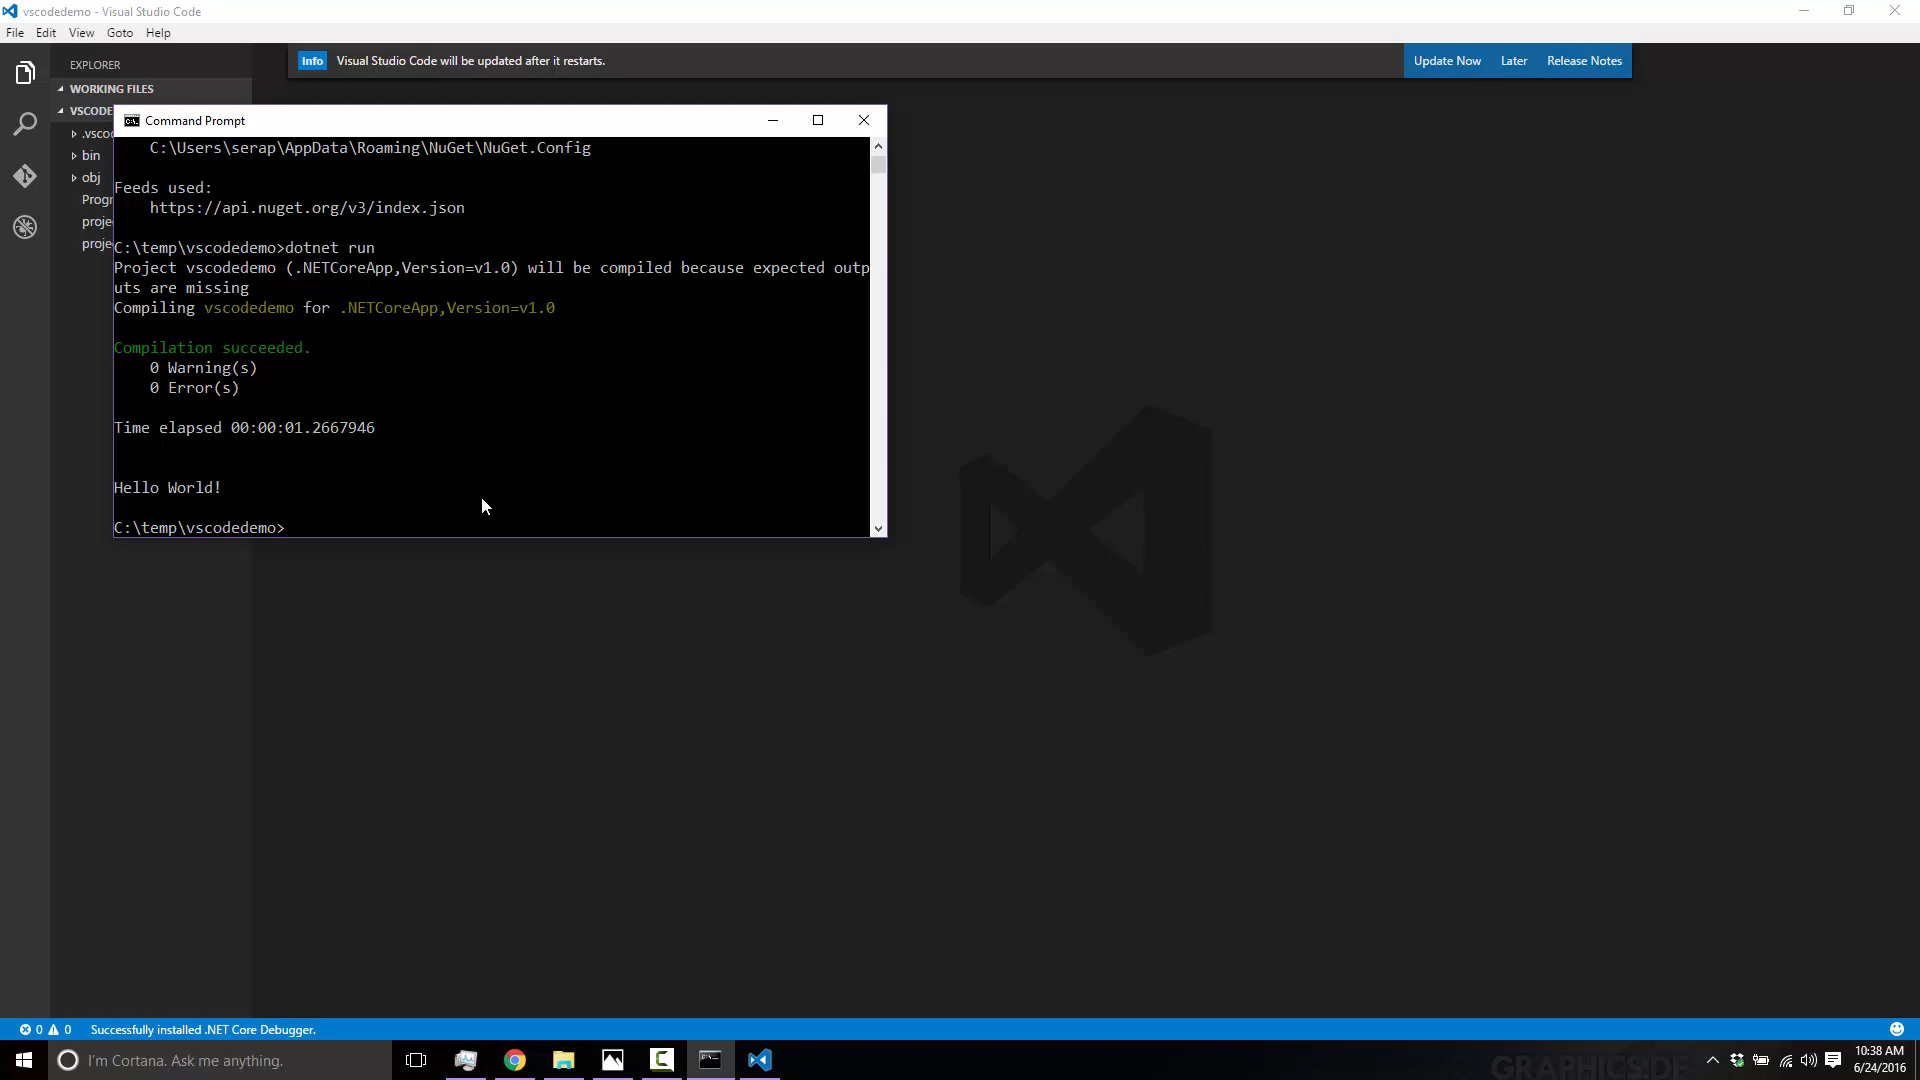 vscodedemo - Visual Studio Code
File Edit View Goto Help
EXPLORER
Info Visual Studio Code will be updated after it restarts. Update Now Later Release Notes
WORKING FILES
VSCODE
.vsco
bin
obj
Progr
proje
proje
Command Prompt
C:\Users\serap\AppData\Roaming\NuGet\NuGet.Config
Feeds used:
https://api.nuget.org/v3/index.json
C:\temp\vscodedemo>dotnet run
Project vscodedemo (.NETCoreApp,Version=v1.0) will be compiled because expected outp
uts are missing
Compiling vscodedemo for .NETCoreApp,Version=v1.0
Compilation succeeded.
0 Warning(s)
0 Error(s)
Time elapsed 00:00:01.2667946
Hello World!
C:\temp\vscodedemo>
0 0 Successfully installed .NET Core Debugger.
I'm Cortana. Ask me anything.
GRAPHICS.DE
10:38 AM
6/24/2016